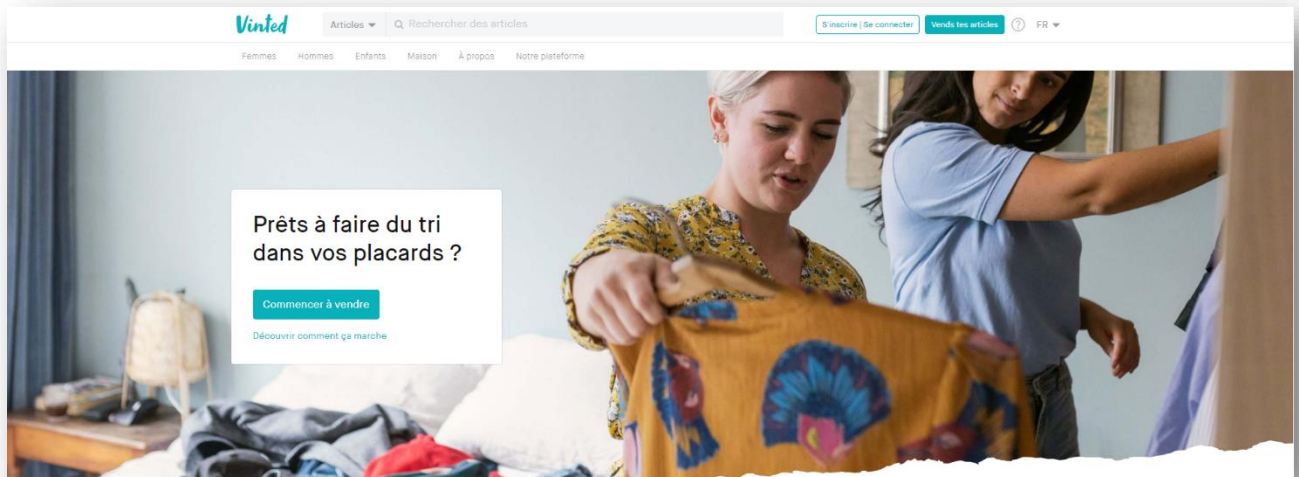 Vinted
Articles
Rechercher des articles
S'inscrire | Se connecter
Vends tes articles
?
FR
Femmes Hommes Enfants Maison À propos Notre plateforme
Prêts à faire du tri
dans vos placards ?
Commencer à vendre
Découvrir comment ça marche